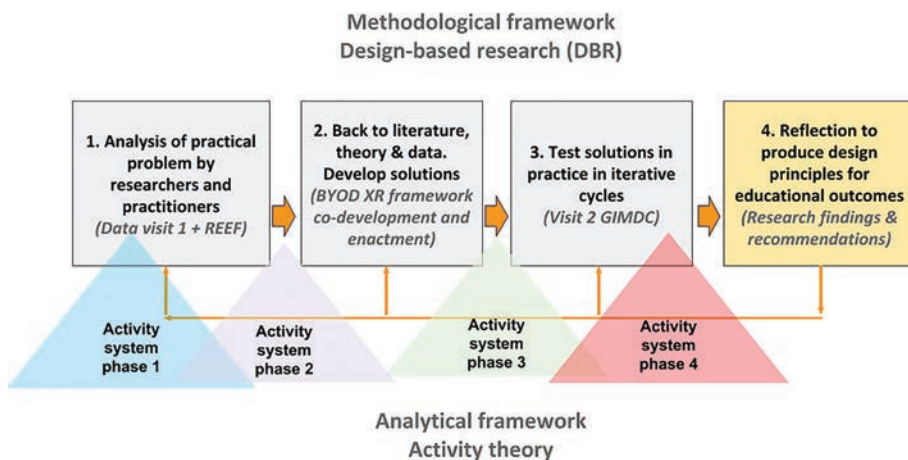 Methodological framework
Design-based research (DBR)
1. Analysis of practical
problem by
researchers and
practitioners
(Data visit 1 + REEF)
2. Back to literature,
theory & data.
Develop solutions
(BYOD XR framework
co-development and
enactment)
3. Test solutions in
practice in iterative
cycles
(Visit 2 GIMDC)
4. Reflection to
produce design
principles for
educational outcomes
(Research findings &
recommendations)
Activity
system
phase 1
Activity
system
phase 2
Activity
system
phase 3
Activity
system
phase 4
Analytical framework
Activity theory